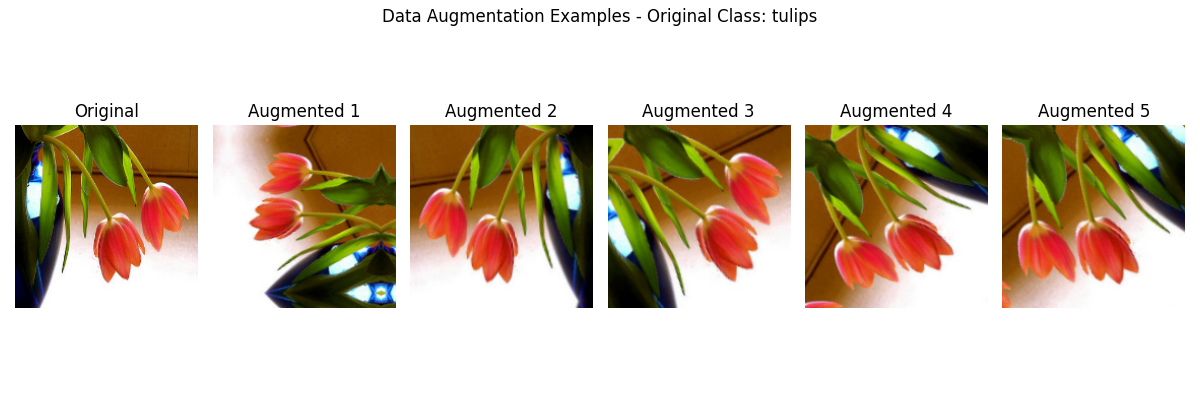 Data Augmentation Examples - Original Class: tulips
Original
Augmented 1
Augmented 2
Augmented 3
Augmented 4
Augmented 5